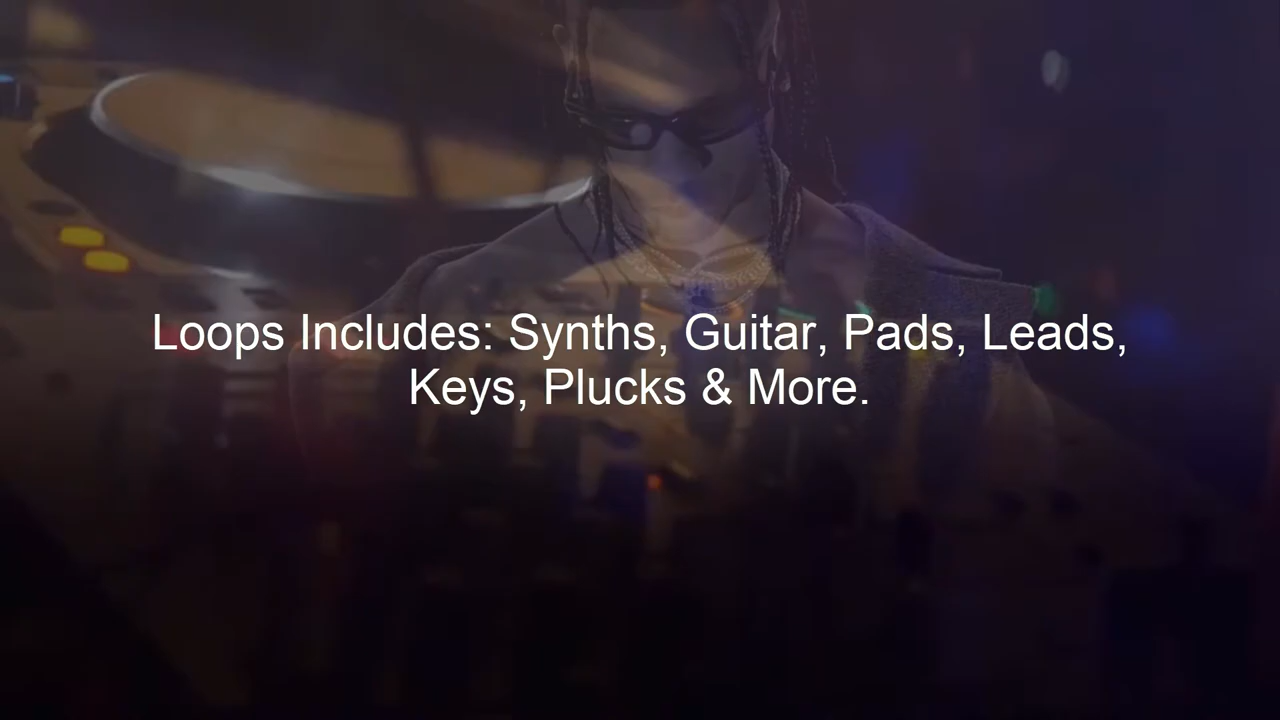 Loops Includes: Synths, Guitar, Pads, Leads,
Keys, Plucks & More.